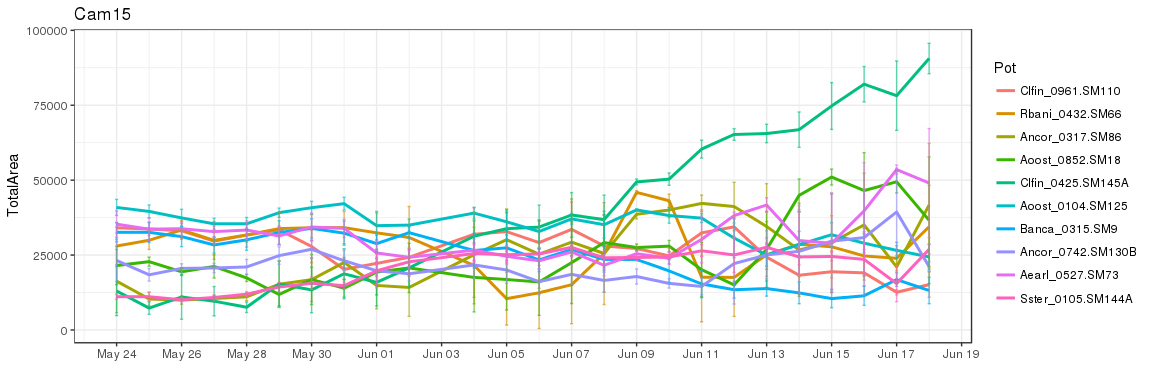 Cam15
TotalArea
100000
75000
50000
25000
0
May 24 May 26 May 28 May 30 Jun 01 Jun 03 Jun 05 Jun 07 Jun 09 Jun 11 Jun 13 Jun 15 Jun 17 Jun 19
Pot
Clfin_0961.SM110
Rbani_0432.SM66
Ancor_0317.SM86
Aoost_0852.SM18
Clfin_0425.SM145A
Aoost_0104.SM125
Banca_0315.SM9
Ancor_0742.SM130B
Aearl_0527.SM73
Sster_0105.SM144A